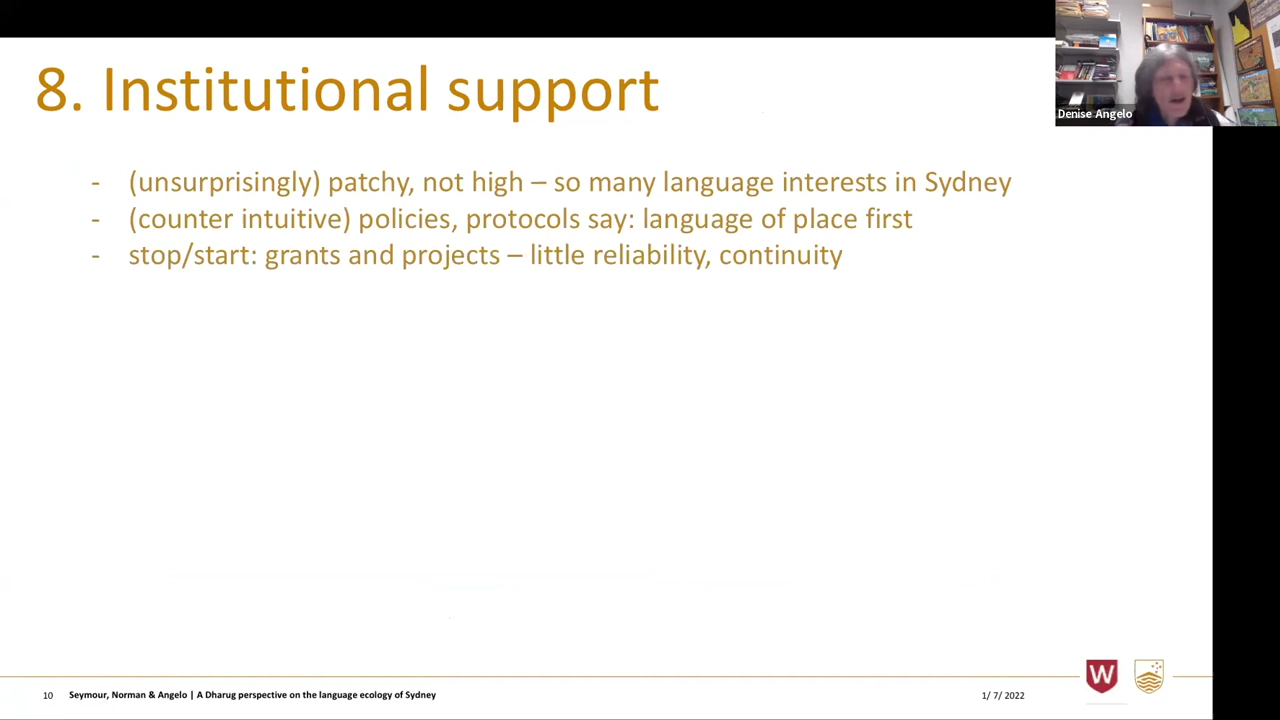 8. Institutional support
Denise Angelo
- (unsurprisingly) patchy, not high – so many language interests in Sydney
- (counter intuitive) policies, protocols say: language of place first
- stop/start: grants and projects – little reliability, continuity
10 Seymour, Norman & Angelo | A Dharug perspective on the language ecology of Sydney 1/ 7/ 2022
W